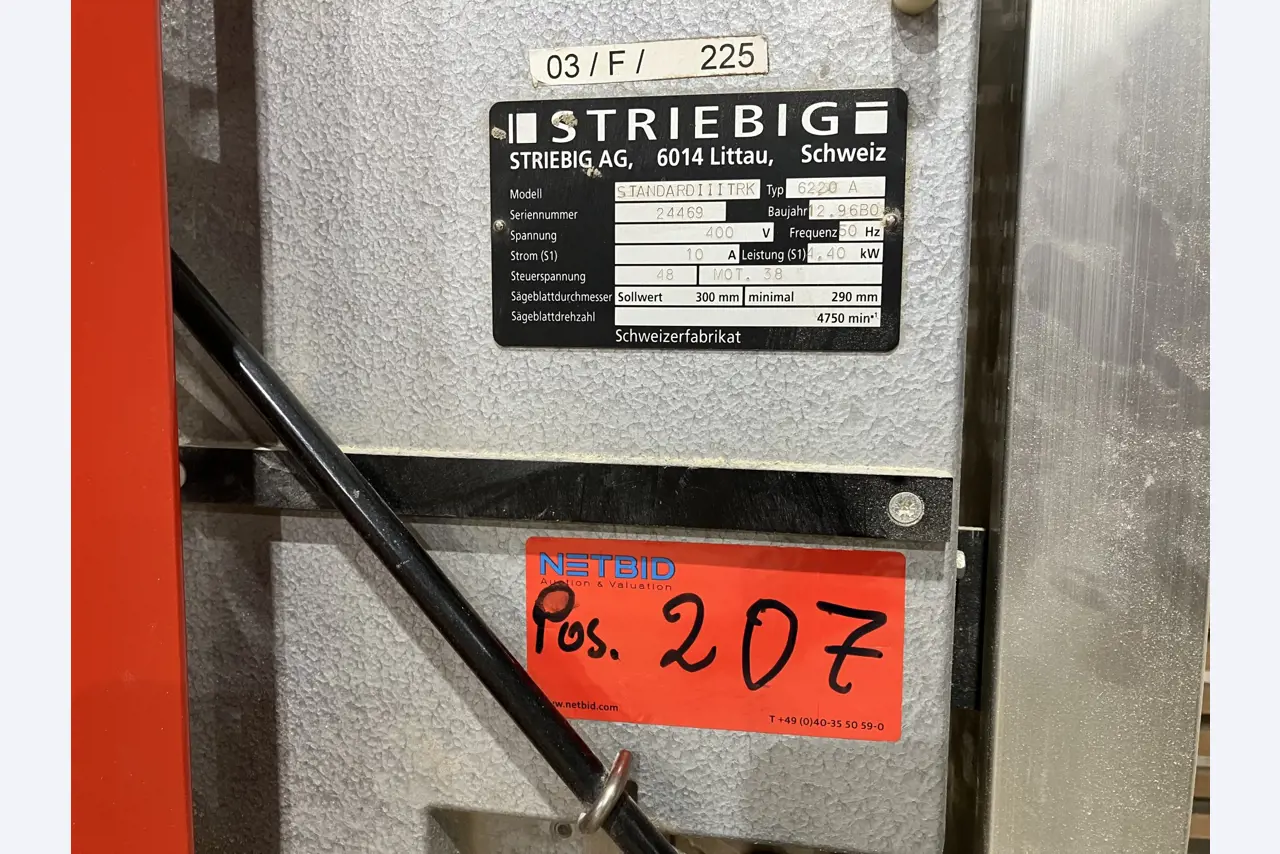 03 / F / 225
STRIEBIG
STRIEBIG AG, 6014 Littau, Schweiz
Modell STANDARDIIITRK Typ 6220 A
Seriennummer 24469 Baujahr 12.96BO
Spannung 400 V Frequenz 50 Hz
Strom (S1) 10 A Leistung (S1) 4,40 kW
Steuerspannung 48 MOT. 38
Sägeblattdurchmesser Sollwert 300 mm minimal 290 mm
Sägeblattdrehzahl 4750 min⁻¹
Schweizerfabrikat
NETBID
Auction & Valuation
Pos. 207
www.netbid.com
T +49 (0)40-35 50 59-0